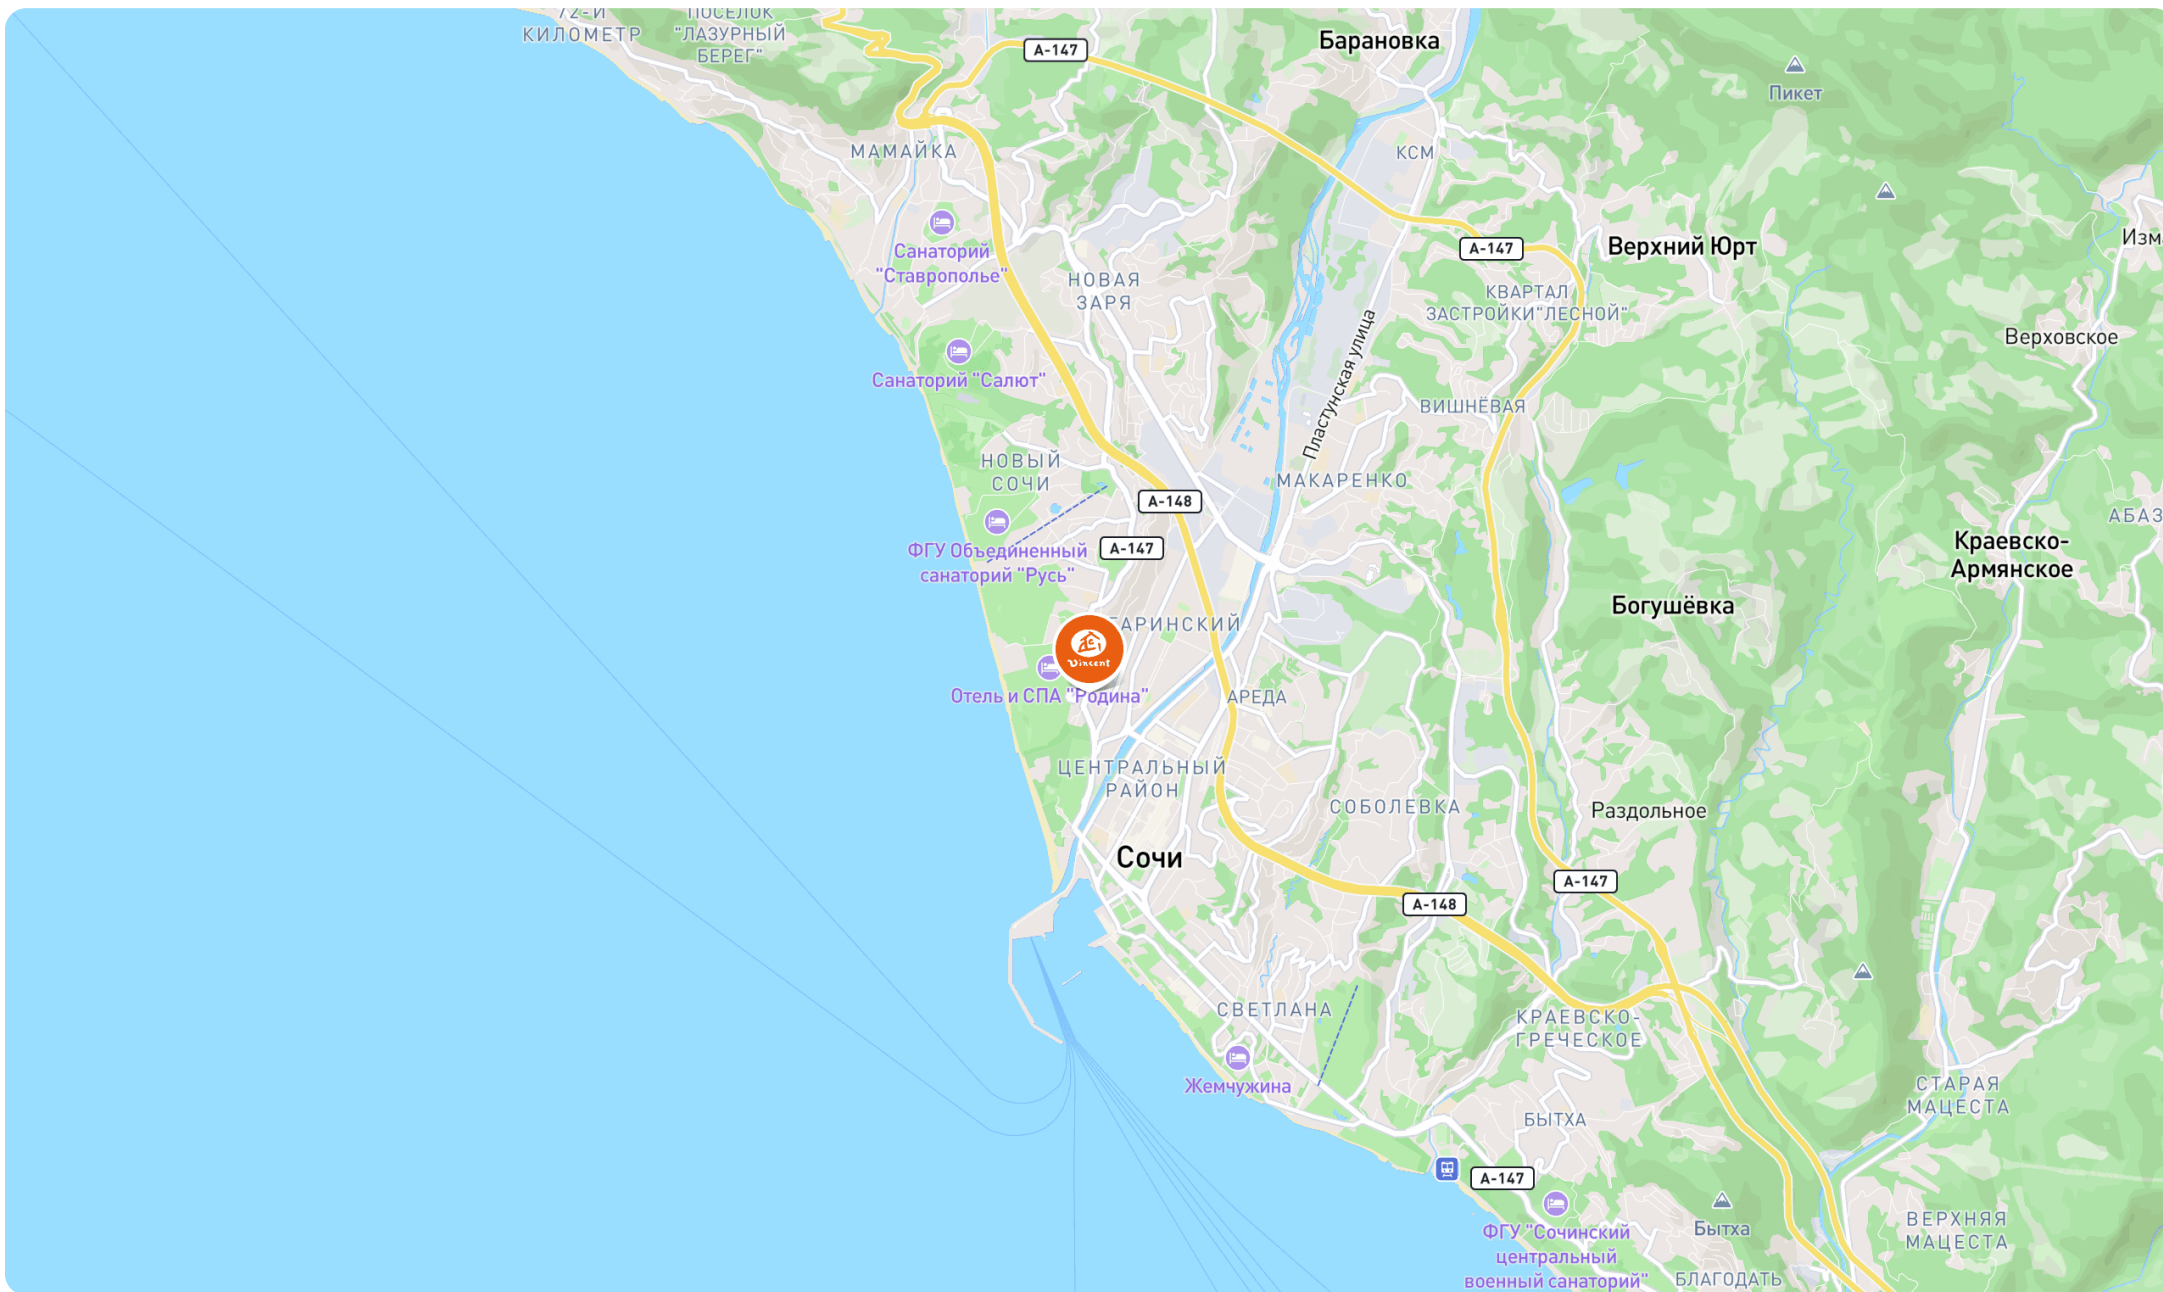 72-Й
КИЛОМЕТР
ПОСЁЛОК
"ЛАЗУРНЫЙ
БЕРЕГ"
А-147
Барановка
Пикет
МАМАЙКА
КСМ
Санаторий
"Ставрополье"
НОВАЯ
ЗАРЯ
А-147
Верхний Юрт
Изм
КВАРТАЛ
ЗАСТРОЙКИ"ЛЕСНОЙ"
Верховское
Пластунская улица
Санаторий "Салют"
ВИШНЁВАЯ
НОВЫЙ
СОЧИ
МАКАРЕНКО
А-148
АБАЗ
ФГУ Объединенный
санаторий "Русь"
А-147
Краевско-
Армянское
Богушёвка
ГАРИНСКИЙ
Vincent
Отель и СПА "Родина"
АРЕДА
ЦЕНТРАЛЬНЫЙ
РАЙОН
СОБОЛЕВКА
Раздольное
Сочи
А-147
А-148
СВЕТЛАНА
КРАЕВСКО-
ГРЕЧЕСКОЕ
Жемчужина
СТАРАЯ
МАЦЕСТА
БЫТХА
А-147
ФГУ "Сочинский
центральный
военный санаторий"
Бытха
ВЕРХНЯЯ
МАЦЕСТА
БЛАГОДАТЬ